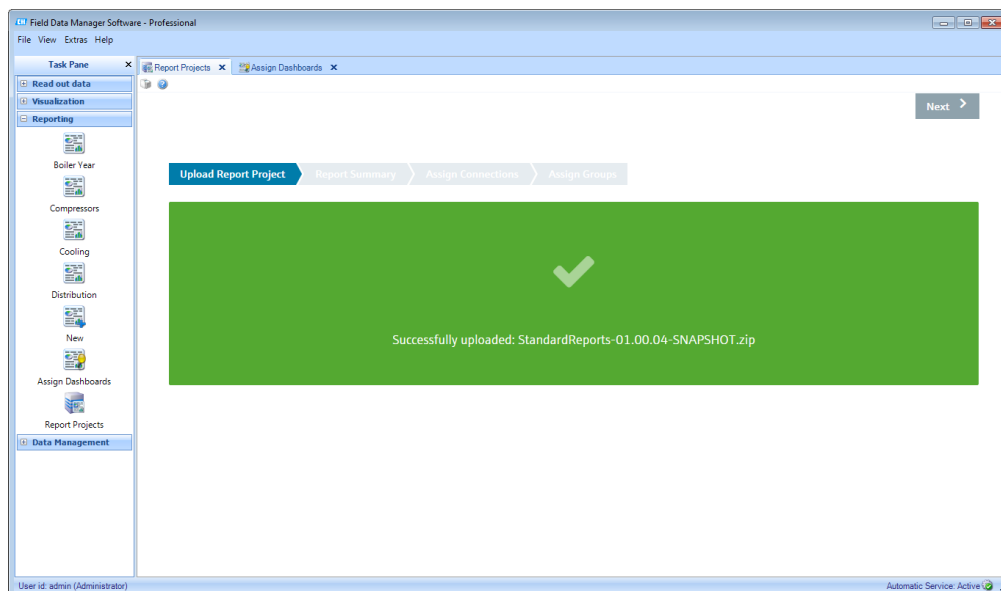 Field Data Manager Software - Professional
File View Extras Help
Task Pane
Report Projects
Assign Dashboards
Read out data
Visualization
Reporting
Next
Boiler Year
Compressors
Cooling
Distribution
New
Assign Dashboards
Report Projects
Data Management
Upload Report Project
Report Summary
Assign Connections
Assign Groups
Successfully uploaded: StandardReports-01.00.04-SNAPSHOT.zip
User id: admin (Administrator)
Automatic Service: Active